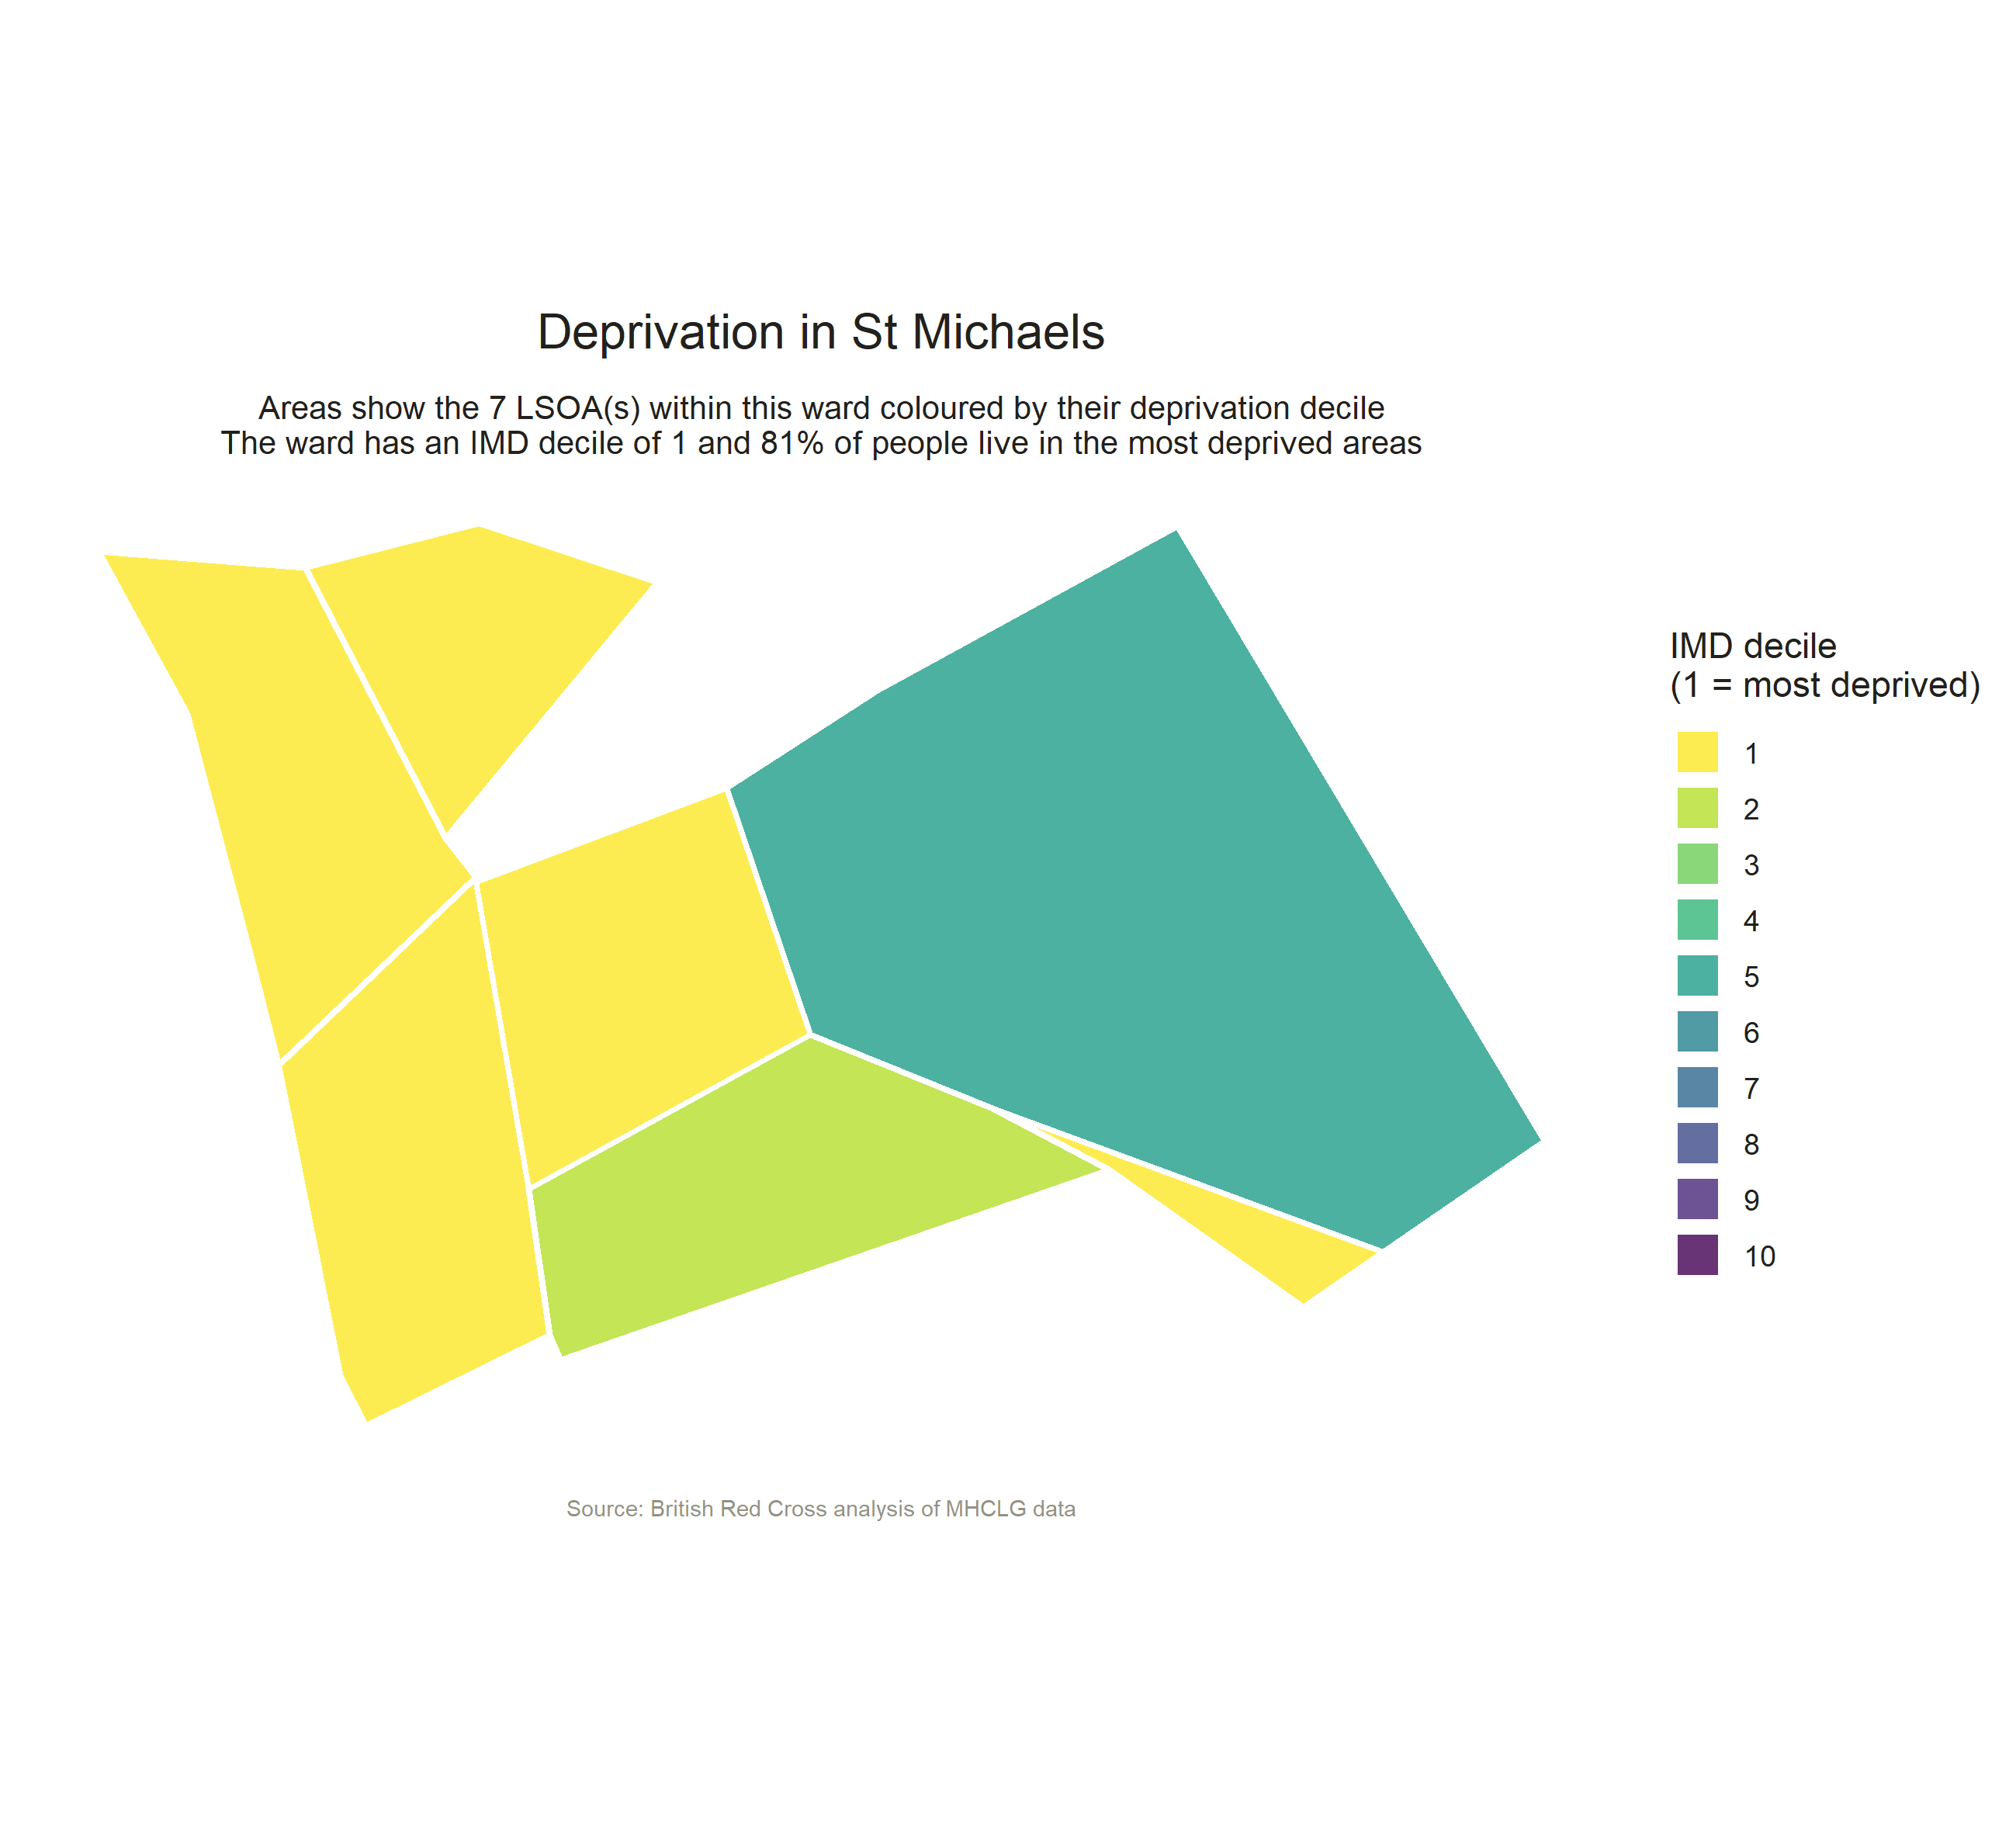 Deprivation in St Michaels
Areas show the 7 LSOA(s) within this ward coloured by their deprivation decile
The ward has an IMD decile of 1 and 81% of people live in the most deprived areas
IMD decile
(1 = most deprived)
1
2
3
4
5
6
7
8
9
10
Source: British Red Cross analysis of MHCLG data